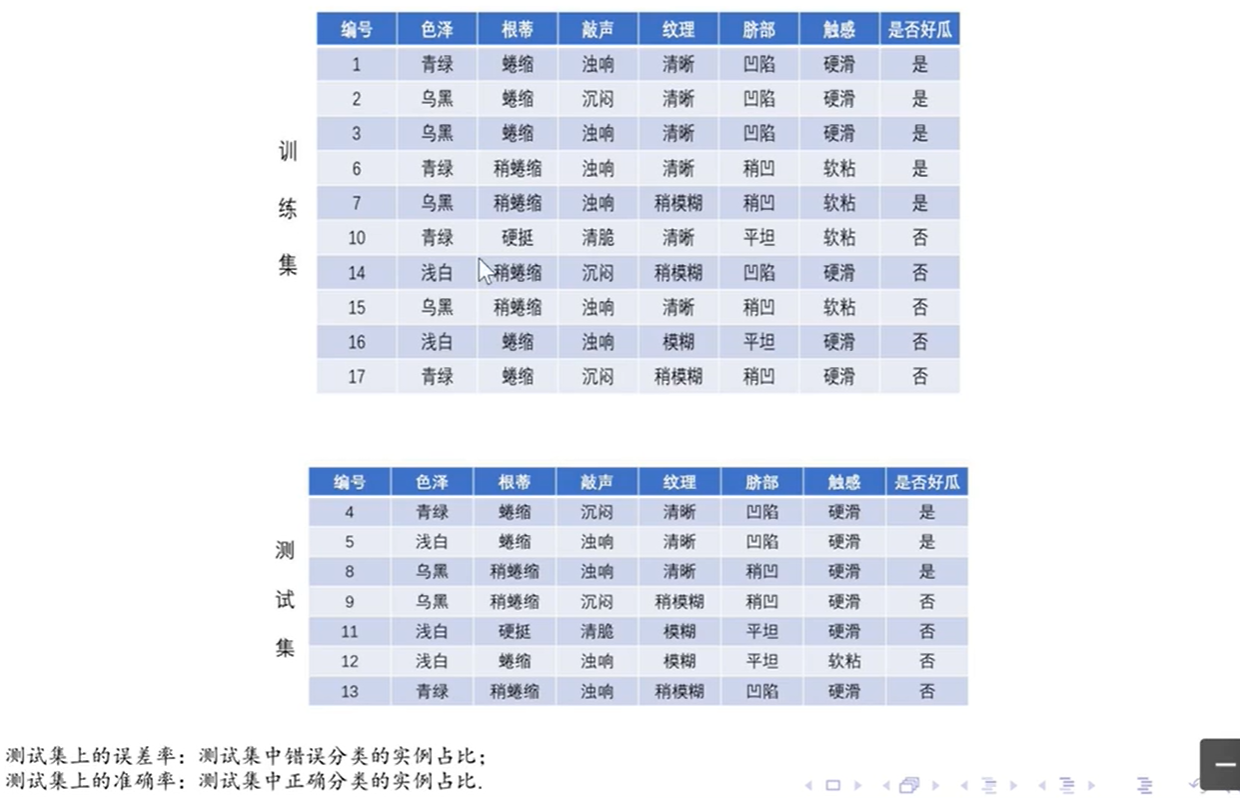 编号 色泽 根蒂 敲声 纹理 脐部 触感 是否好瓜
1 青绿 蜷缩 浊响 清晰 凹陷 硬滑 是
2 乌黑 蜷缩 沉闷 清晰 凹陷 硬滑 是
3 乌黑 蜷缩 浊响 清晰 凹陷 硬滑 是
6 青绿 稍蜷缩 浊响 清晰 稍凹 软粘 是
7 乌黑 稍蜷缩 浊响 稍模糊 稍凹 软粘 是
10 青绿 硬挺 清脆 清晰 平坦 软粘 否
14 浅白 稍蜷缩 沉闷 稍模糊 凹陷 硬滑 否
15 乌黑 稍蜷缩 浊响 清晰 稍凹 软粘 否
16 浅白 蜷缩 浊响 模糊 平坦 硬滑 否
17 青绿 蜷缩 沉闷 稍模糊 稍凹 硬滑 否
训
练
集
编号 色泽 根蒂 敲声 纹理 脐部 触感 是否好瓜
4 青绿 蜷缩 沉闷 清晰 凹陷 硬滑 是
5 浅白 蜷缩 浊响 清晰 凹陷 硬滑 是
8 乌黑 稍蜷缩 浊响 清晰 稍凹 硬滑 是
9 乌黑 稍蜷缩 沉闷 稍模糊 稍凹 硬滑 否
11 浅白 硬挺 清脆 模糊 平坦 硬滑 否
12 浅白 蜷缩 浊响 模糊 平坦 软粘 否
13 青绿 稍蜷缩 浊响 稍模糊 凹陷 硬滑 否
测
试
集
测试集上的误差率：测试集中错误分类的实例占比；
测试集上的准确率：测试集中正确分类的实例占比.